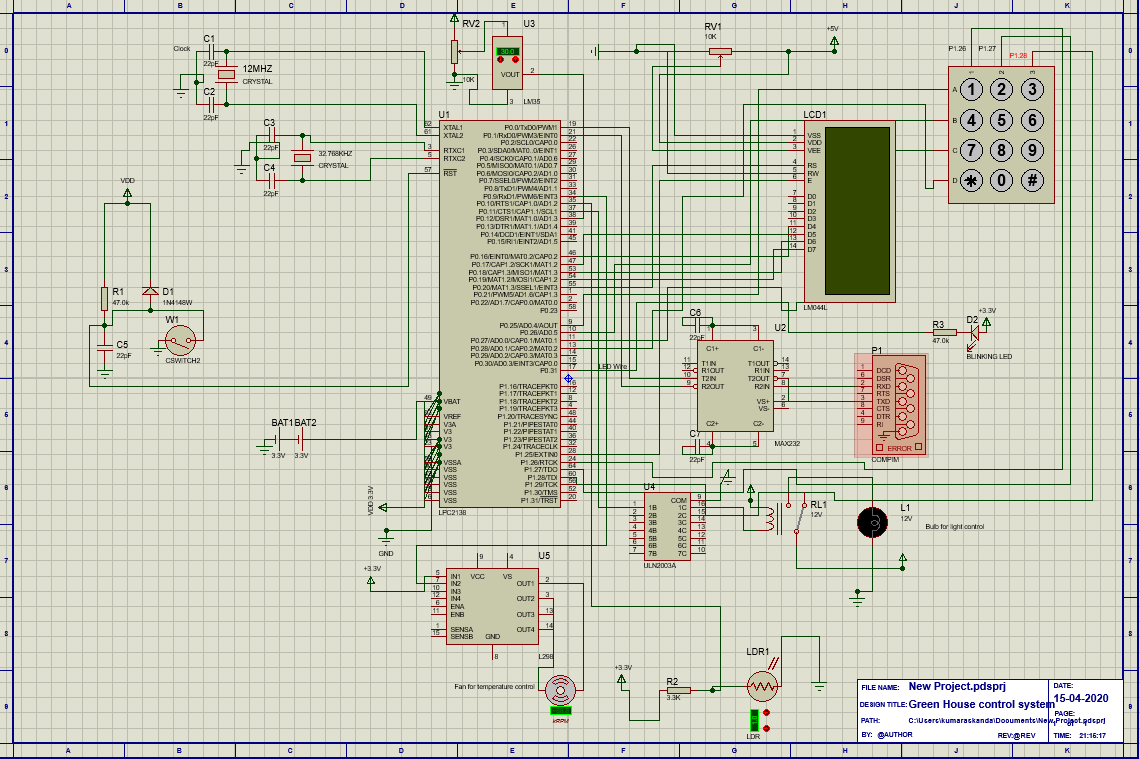 A B C D E F G H J K
C1
Clock
22pF
12MHZ
CRYSTAL
C2
22pF
C3
22pF
32.768KHZ
CRYSTAL
C4
22pF
RV2
10K
U3
30.0
VOUT
2
1
3
LM35
RV1
10K
+5V
P1.26 P1.27
P1.28
1 2 3
4 5 6
7 8 9
* 0 #
A
B
C
D
LCD1
VSS
VDD
VEE
RS
RW
E
D0
D1
D2
D3
D4
D5
D6
D7
LM044L
U1
XTAL1
XTAL2
RTXC1
RTXC2
RST
P0.0/TxD0/PWM1
P0.1/RxD0/PWM3/EINT0
P0.2/SCL0/CAP0.0
P0.3/SDA0/MAT0.0/EINT1
P0.4/SCK0/CAP0.1/AD0.6
P0.5/MISO0/MAT0.1/AD0.7
P0.6/MOSI0/CAP0.2/AD1.0
P0.7/SSEL0/PWM2/EINT2
P0.8/TxD1/PWM4/AD1.1
P0.9/RxD1/PWM6/EINT3
P0.10/RTS1/CAP1.0/AD1.2
P0.11/CTS1/CAP1.1/SCL1
P0.12/DSR1/MAT1.0/AD1.3
P0.13/DTR1/MAT1.1/AD1.4
P0.14/DCD1/EINT1/SDA1
P0.15/RI1/EINT2/AD1.5
P0.16/EINT0/MAT0.2/CAP0.2
P0.17/CAP1.2/SCK1/MAT1.2
P0.18/CAP1.3/MISO1/MAT1.3
P0.19/MAT1.2/MOSI1/CAP1.2
P0.20/MAT1.3/SSEL1/EINT3
P0.21/PWM5/AD1.6/CAP1.3
P0.22/AD1.7/CAP0.0/MAT0.0
P0.23
P0.25/AD0.4/AOUT
P0.26/AD0.5
P0.27/AD0.0/CAP0.1/MAT0.1
P0.28/AD0.1/CAP0.2/MAT0.2
P0.29/AD0.2/CAP0.3/MAT0.3
P0.30/AD0.3/EINT3/CAP0.0
P0.31
P1.16/TRACEPKT0
P1.17/TRACEPKT1
P1.18/TRACEPKT2
P1.19/TRACEPKT3
P1.20/TRACESYNC
P1.21/PIPESTAT0
P1.22/PIPESTAT1
P1.23/PIPESTAT2
P1.24/TRACECLK
P1.25/EXTIN0
P1.26/RTCK
P1.27/TDO
P1.28/TDI
P1.29/TCK
P1.30/TMS
P1.31/TRST
VBAT
VREF
V3A
V3
V3
V3
VSSA
VSS
VSS
VSS
VSS
VSS
LPC2138
VDD
R1
47.0k
D1
1N4148W
W1
CSWITCH2
C5
22pF
BAT1BAT2
3.3V 3.3V
VDD 3.3V
GND
LED Wire
C6
22pF
U2
C1+ C1-
T1IN T1OUT
R1OUT R1IN
T2IN T2OUT
R2OUT R2IN
VS+
VS-
C2+ C2-
MAX232
C7
22pF
R3
47.0k
D2
+3.3V
BLINKING LED
P1
DCD
DSR
RXD
RTS
TXD
CTS
DTR
RI
ERROR
COMPIM
U4
COM
1B 1C
2B 2C
3B 3C
4B 4C
5B 5C
6B 6C
7B 7C
ULN2003A
RL1
12V
L1
12V
Bulb for light control
+3.3V
U5
IN1 VCC VS OUT1
IN2
IN3 OUT2
IN4
ENA OUT3
ENB
SENSA OUT4
SENSB GND
L298
Fan for temperature control
kRPM
+3.3V
R2
3.3K
LDR1
LDR
FILE NAME: New Project.pdsprj
DATE:
15-04-2020
DESIGN TITLE: Green House control system
PAGE:
PATH: C:\Users\kumaraskanda\Documents\New Project.pdsprj
BY: @AUTHOR REV:@REV TIME: 21:16:17
A B C D E F G H J K